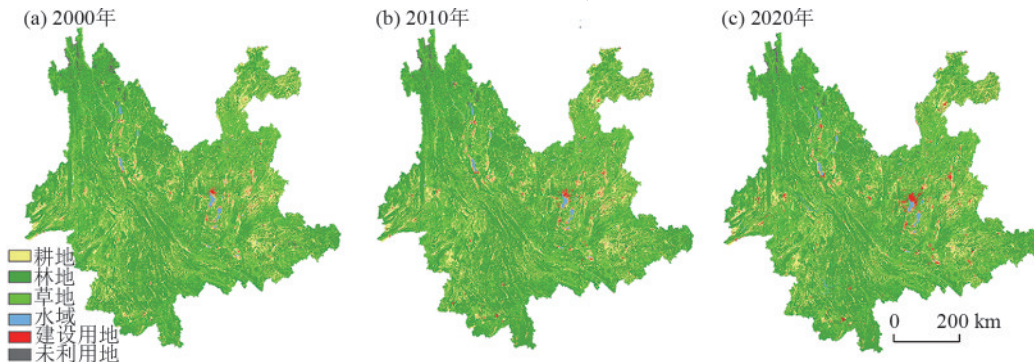 (a) 2000年
(b) 2010年
(c) 2020年
耕地
林地
草地
水域
建设用地
未利用地
0 200 km